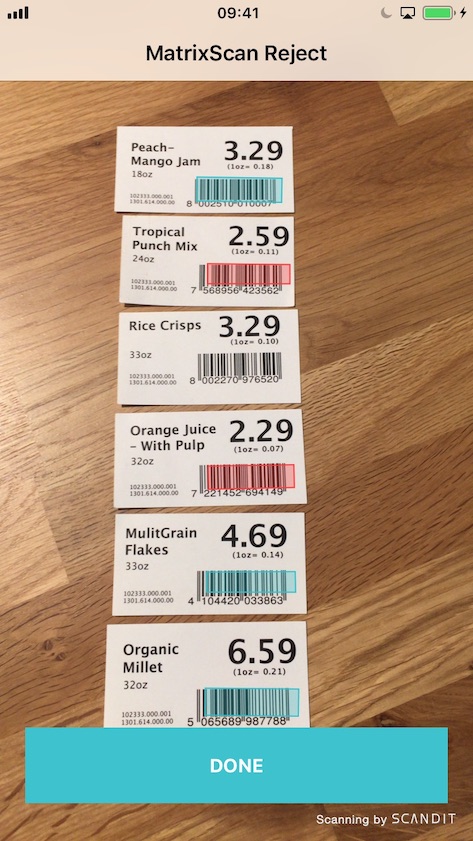 09:41
MatrixScan Reject
Peach-
Mango Jam
18oz
3.29
(1oz= 0.18)
102333.000.001
1301.614.000.00
8 002510 010007
Tropical
Punch Mix
24oz
2.59
(1oz= 0.11)
102333.000.001
1301.614.000.00
7 568956 423562
Rice Crisps
33oz
3.29
(1oz= 0.10)
102333.000.001
1301.614.000.00
8 002270 976520
Orange Juice
- With Pulp
32oz
2.29
(1oz= 0.07)
102333.000.001
1301.614.000.00
7 221452 694149
MulitGrain
Flakes
33oz
4.69
(1oz= 0.14)
102333.000.001
1301.614.000.00
4 104420 033863
Organic
Millet
32oz
6.59
(1oz= 0.21)
102333.000.001
1301.614.000.00
5 065689 987788
DONE
Scanning by SCANDIT